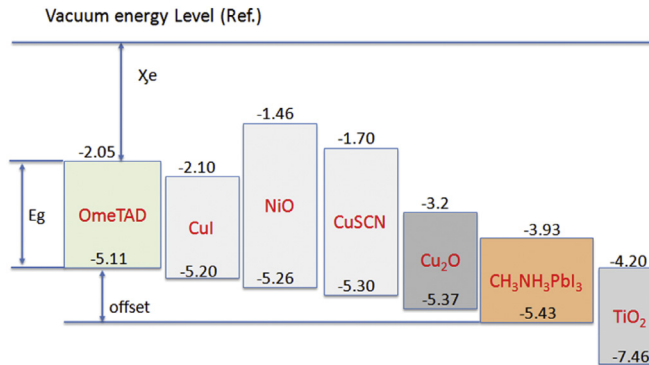 Vacuum energy Level (Ref.)
χe
-1.46
-1.70
-2.05
-2.10
-3.2
-3.93
-4.20
Eg
OmeTAD
CuI
NiO
CuSCN
Cu₂O
CH₃NH₃PbI₃
TiO₂
-5.11
-5.20
-5.26
-5.30
-5.37
-5.43
-7.46
offset